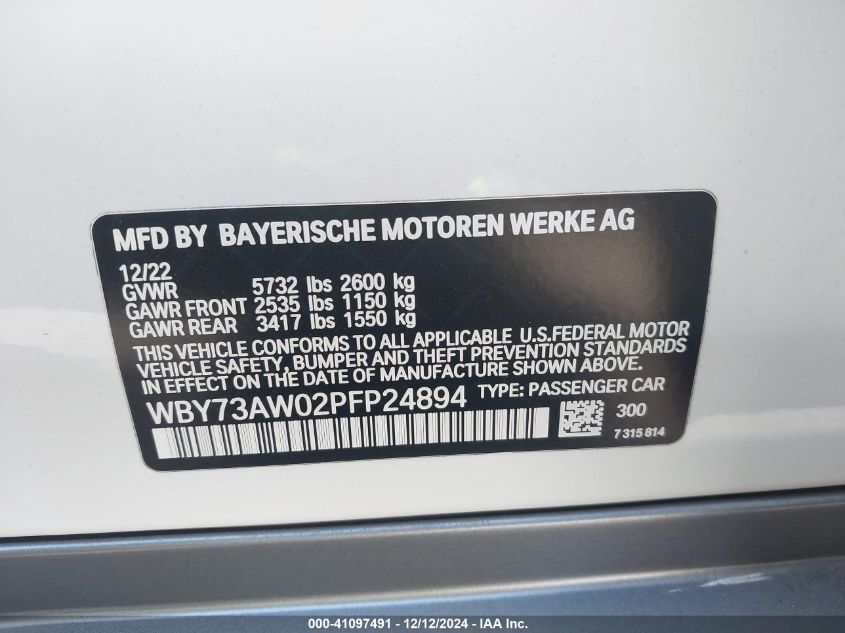 MFD BY BAYERISCHE MOTOREN WERKE AG
12/22
GVWR 5732 lbs 2600 kg
GAWR FRONT 2535 lbs 1150 kg
GAWR REAR 3417 lbs 1550 kg
THIS VEHICLE CONFORMS TO ALL APPLICABLE U.S.FEDERAL MOTOR
VEHICLE SAFETY, BUMPER AND THEFT PREVENTION STANDARDS
IN EFFECT ON THE DATE OF MANUFACTURE SHOWN ABOVE.
WBY73AW02PFP24894 TYPE: PASSENGER CAR
300
7 315 814
000-41097491 - 12/12/2024 - IAA Inc.